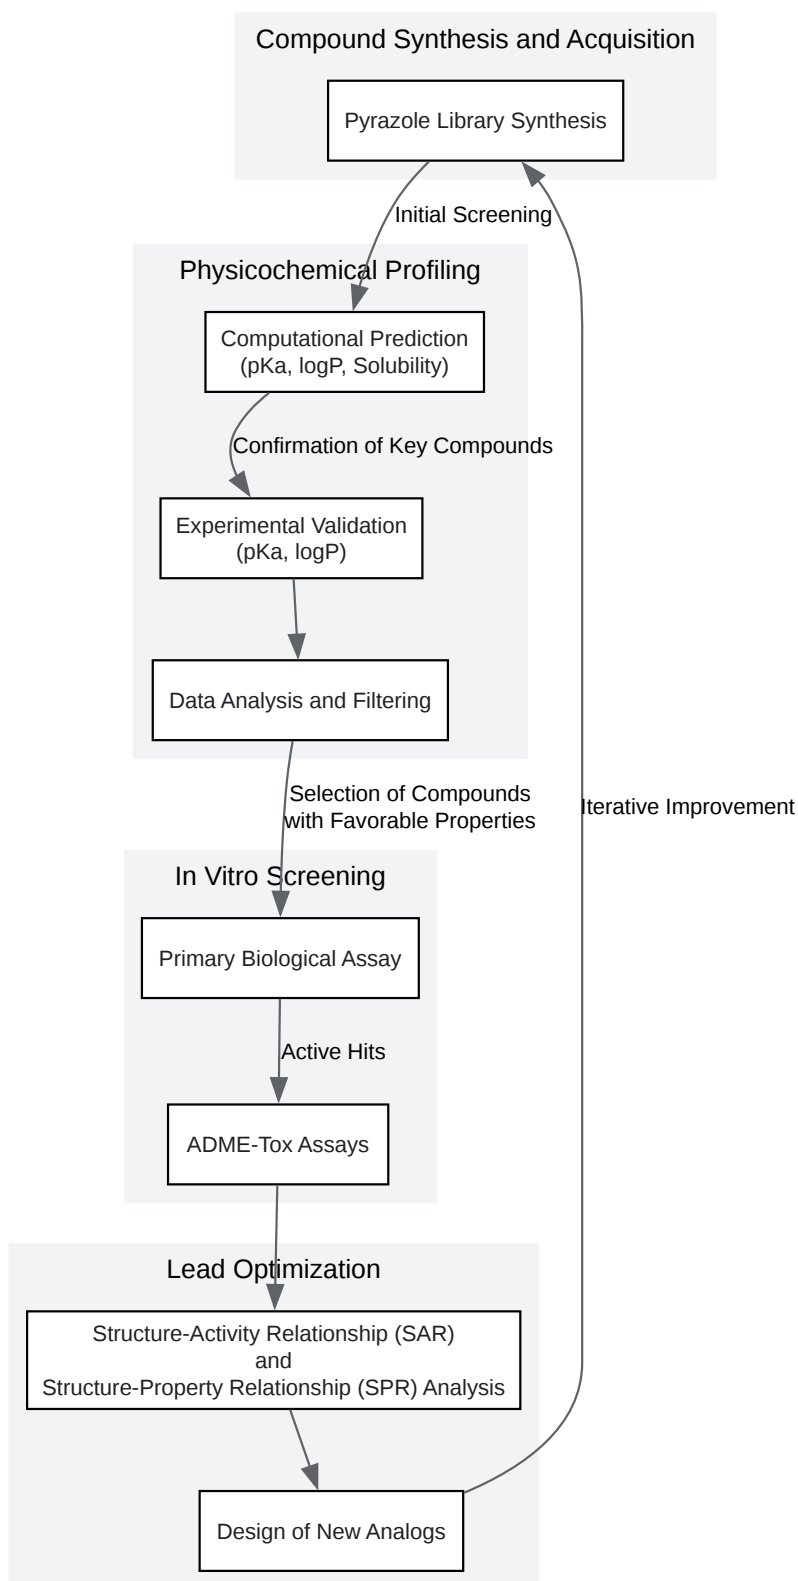 Compound Synthesis and Acquisition
Pyrazole Library Synthesis
Initial Screening
Physicochemical Profiling
Computational Prediction
(pKa, logP, Solubility)
Confirmation of Key Compounds
Experimental Validation
(pKa, logP)
Data Analysis and Filtering
Selection of Compounds
with Favorable Properties
Iterative Improvement
In Vitro Screening
Primary Biological Assay
Active Hits
ADME-Tox Assays
Lead Optimization
Structure-Activity Relationship (SAR)
and
Structure-Property Relationship (SPR) Analysis
Design of New Analogs